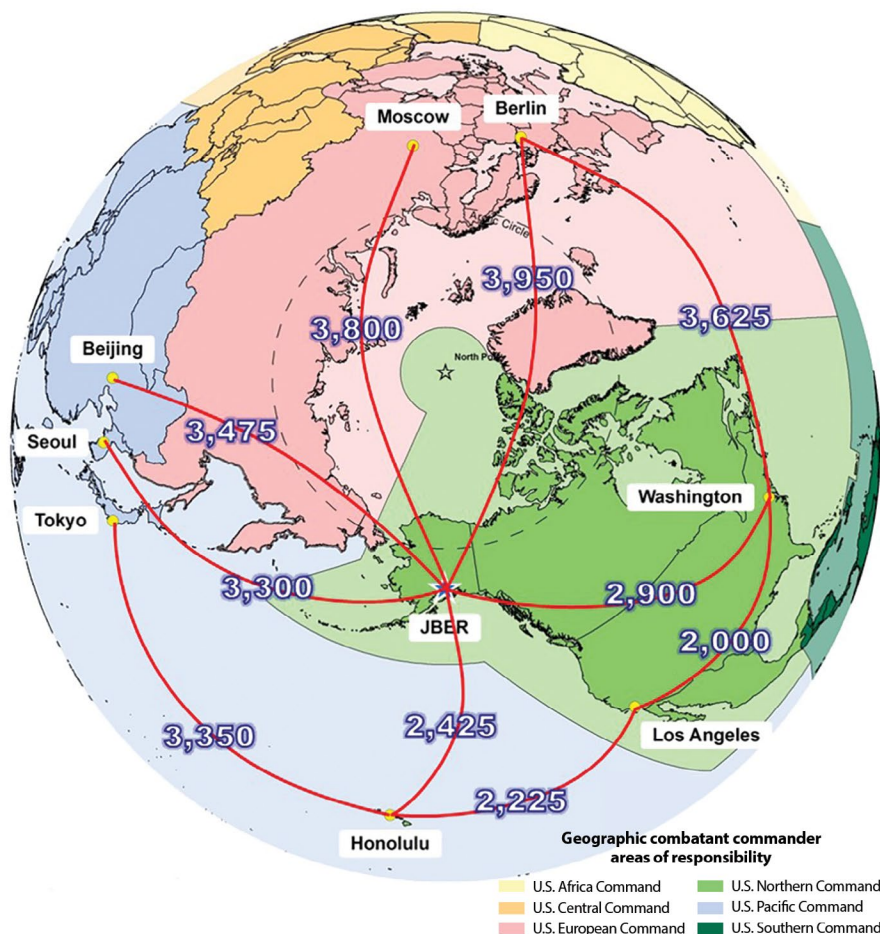 Moscow
Berlin
c Circle
3,950
3,800
3,625
Beijing
North Po
3,475
Seoul
Washington
Tokyo
3,300
2,900
JBER
2,000
2,425
3,350
Los Angeles
2,225
Honolulu
Geographic combatant commander
areas of responsibility
U.S. Africa Command
U.S. Northern Command
U.S. Central Command
U.S. Pacific Command
U.S. European Command
U.S. Southern Command